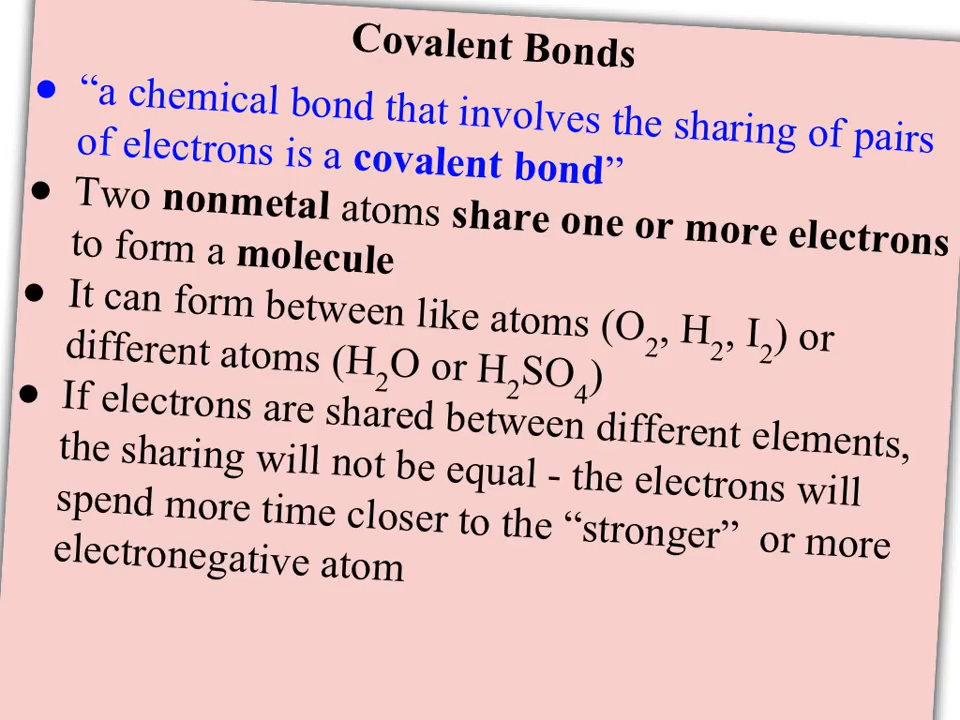 Covalent Bonds
● “a chemical bond that involves the sharing of pairs
of electrons is a covalent bond”
● Two nonmetal atoms share one or more electrons
to form a molecule
● It can form between like atoms (O₂, H₂, I₂) or
different atoms (H₂O or H₂SO₄)
● If electrons are shared between different elements,
the sharing will not be equal - the electrons will
spend more time closer to the “stronger” or more
electronegative atom